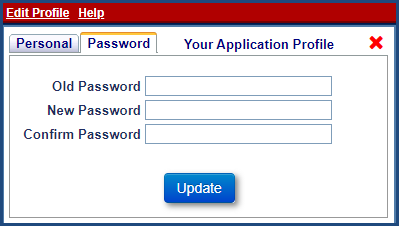 Edit Profile Help
Personal Password Your Application Profile
Old Password
New Password
Confirm Password
Update